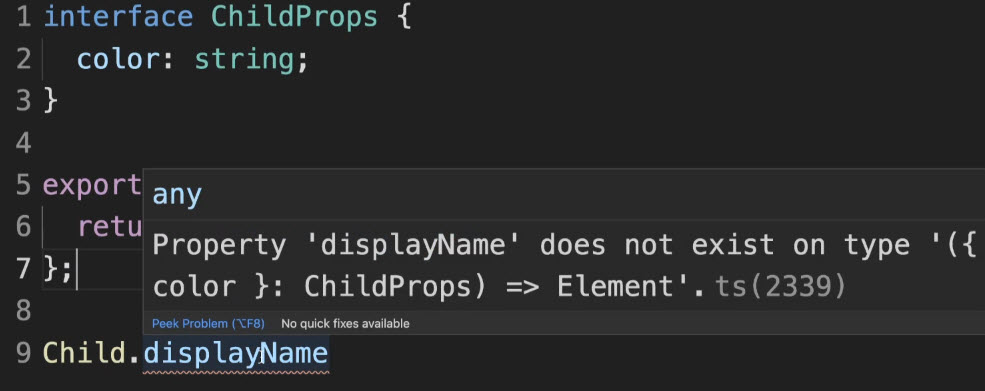 1 interface ChildProps {
2 color: string;
3 }
4
5 export
any
6 retu
Property 'displayName' does not exist on type '({
7 };
color }: ChildProps) => Element'. ts(2339)
8
Peek Problem (⌥F8) No quick fixes available
9 Child.displayName